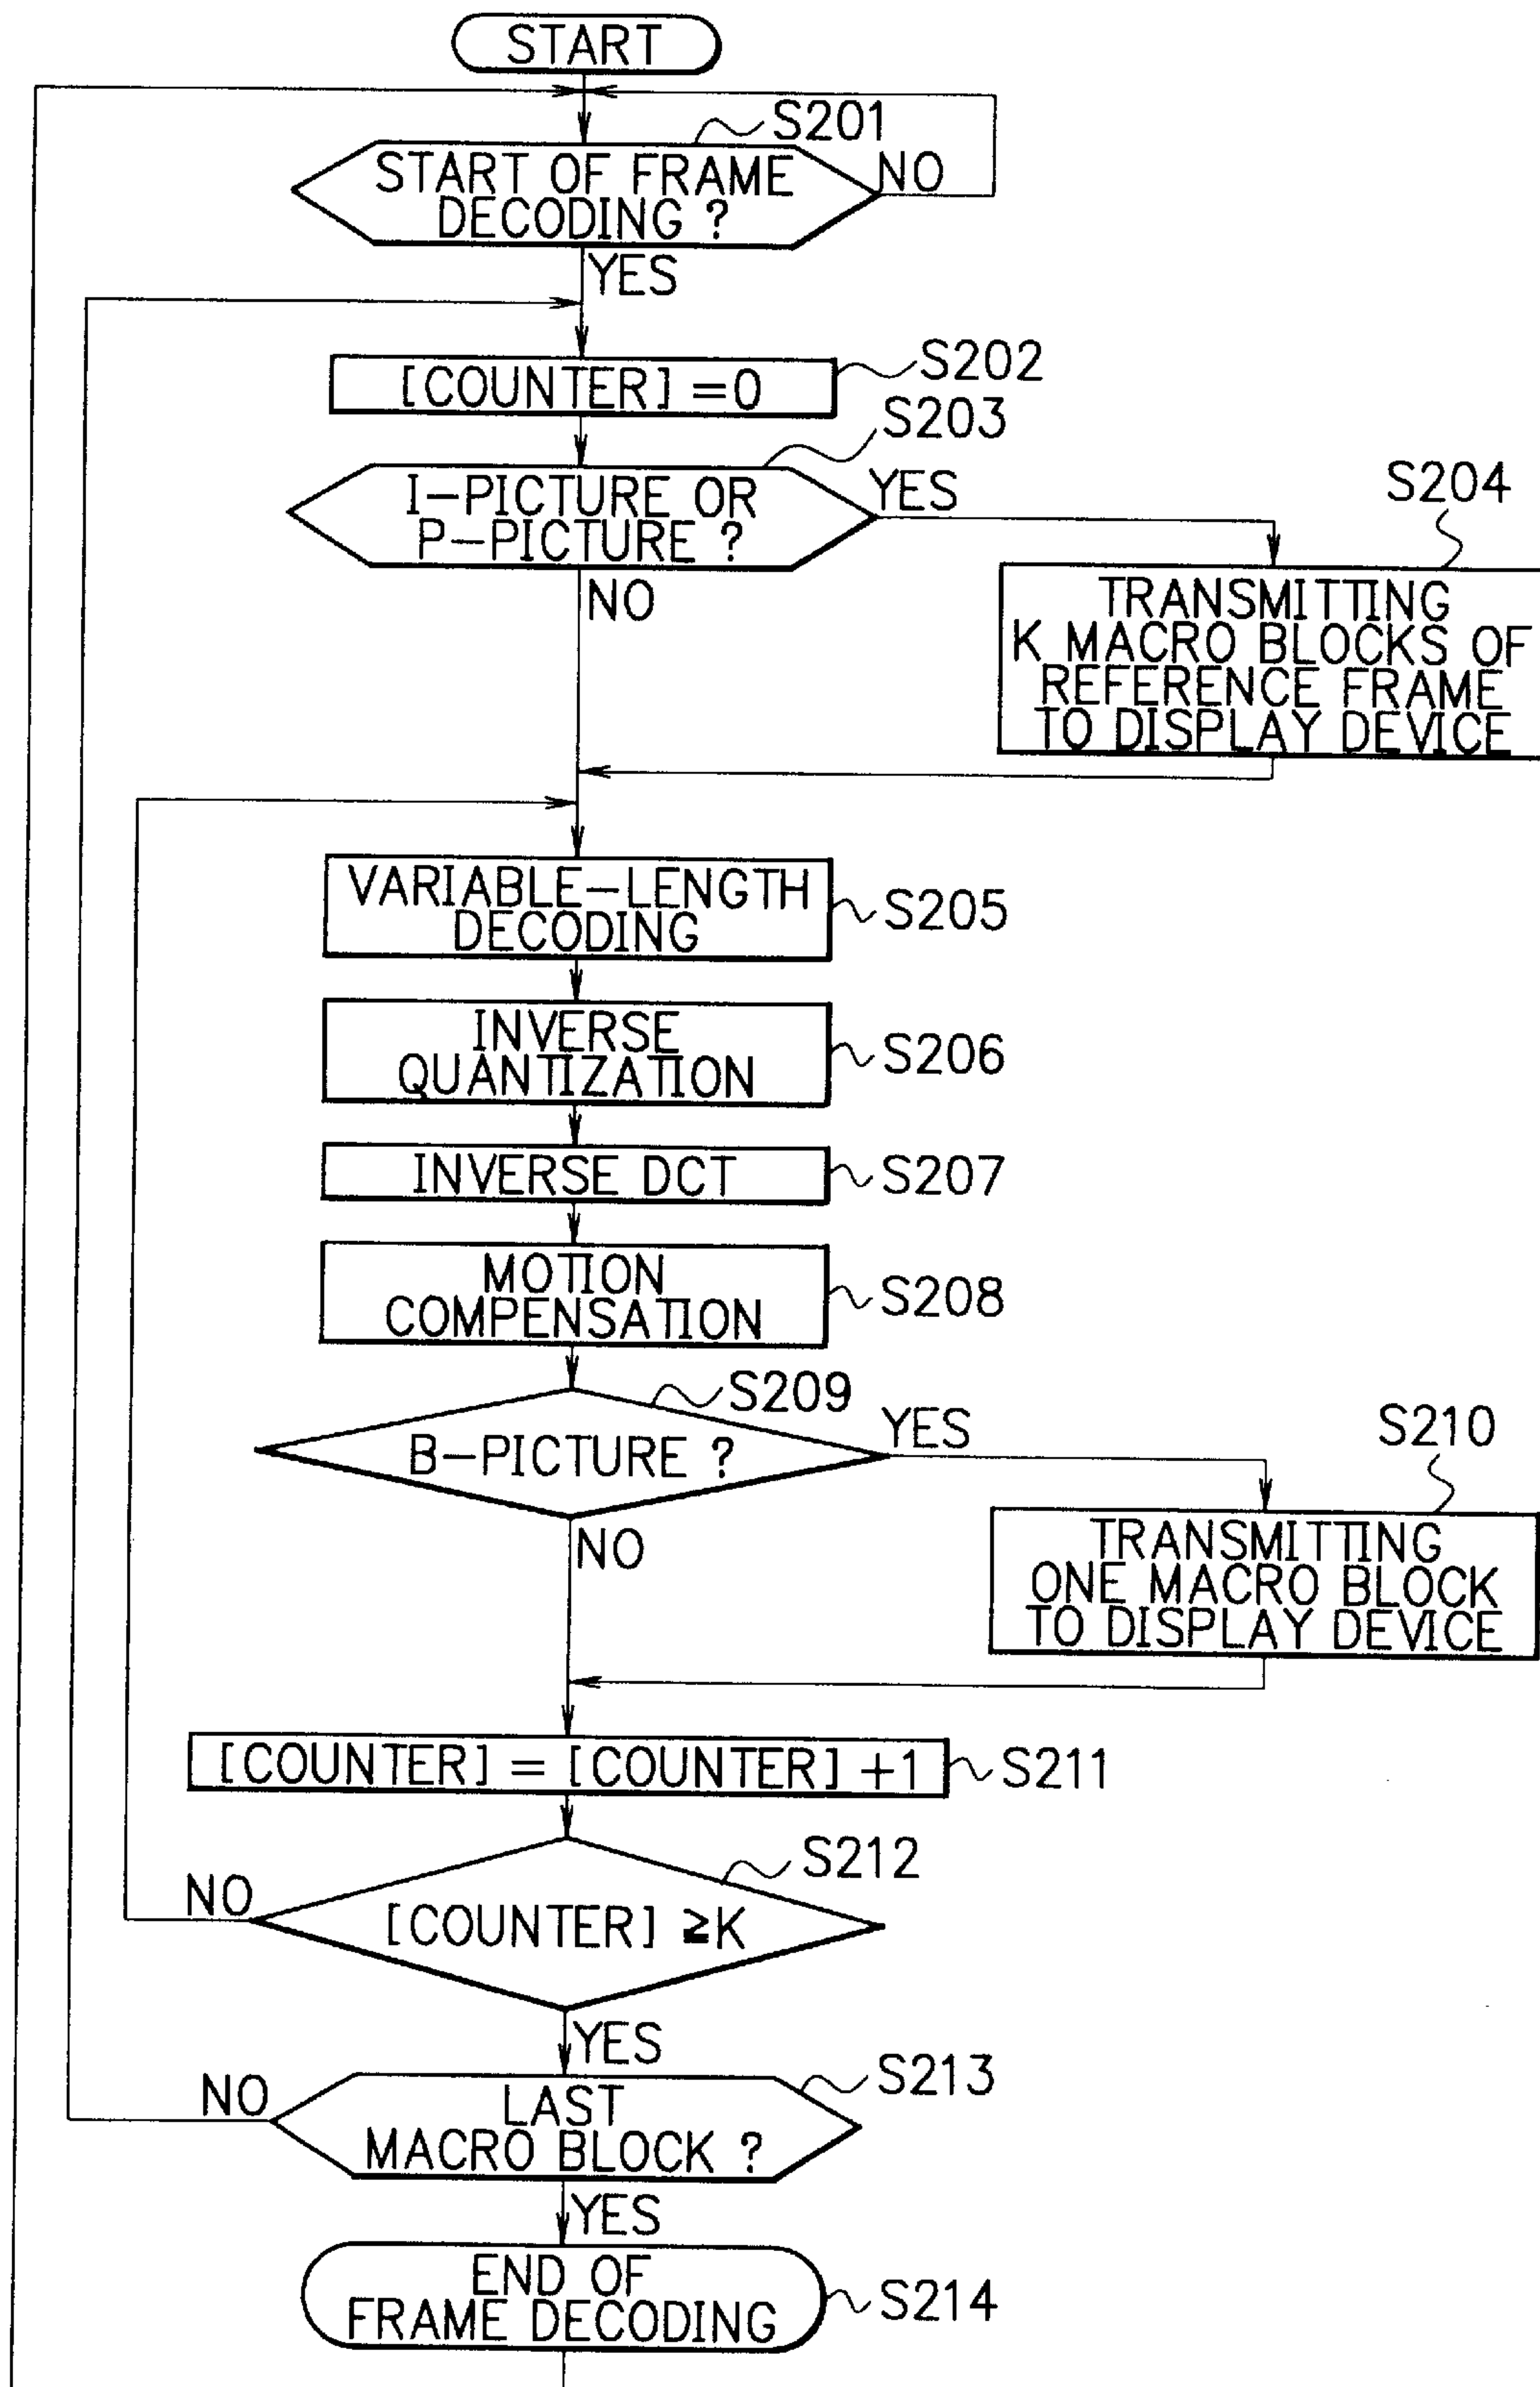 START
S201
START OF FRAME
DECODING ?
NO
YES
[COUNTER] =0
S202
S203
I-PICTURE OR
P-PICTURE ?
YES
NO
S204
TRANSMITTING
K MACRO BLOCKS OF
REFERENCE FRAME
TO DISPLAY DEVICE
VARIABLE-LENGTH
DECODING
S205
INVERSE
QUANTIZATION
S206
INVERSE DCT
S207
MOTION
COMPENSATION
S208
S209
B-PICTURE ?
YES
NO
S210
TRANSMITTING
ONE MACRO BLOCK
TO DISPLAY DEVICE
[COUNTER] = [COUNTER] +1
S211
S212
[COUNTER] ≧K
NO
YES
S213
LAST
MACRO BLOCK ?
NO
YES
END OF
FRAME DECODING
S214